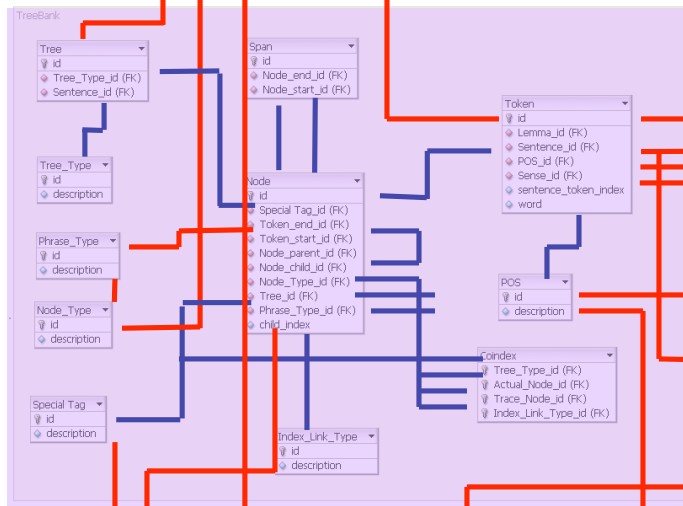 TreeBank
Tree
id
Tree_Type_id (FK)
Sentence_id (FK)
Span
id
Node_end_id (FK)
Node_start_id (FK)
Token
id
Lemma_id (FK)
Sentence_id (FK)
POS_id (FK)
Sense_id (FK)
sentence_token_index
word
Tree_Type
id
description
Node
id
Special Tag_id (FK)
Token_end_id (FK)
Token_start_id (FK)
Node_parent_id (FK)
Node_child_id (FK)
Node_Type_id (FK)
Tree_id (FK)
Phrase_Type_id (FK)
child_index
Phrase_Type
id
description
POS
id
description
Node_Type
id
description
Coindex
Tree_Type_id (FK)
Actual_Node_id (FK)
Trace_Node_id (FK)
Index_Link_Type_id (FK)
Special Tag
id
description
Index_Link_Type
id
description